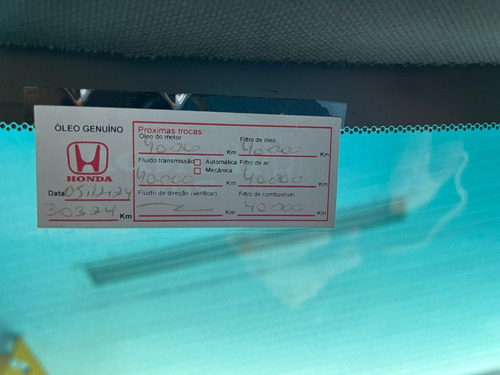 ÓLEO GENUÍNO
HONDA
Data 05/12/24
30324 Km
Próximas trocas
Óleo do motor
40.000 Km
Filtro de óleo
40.000 Km
Fluído transmissão
Automática
Mecânica
40.000 Km
Filtro de ar
40.000 Km
Fluído de direção (verificar)
Km
Filtro de combustível
40.000 Km